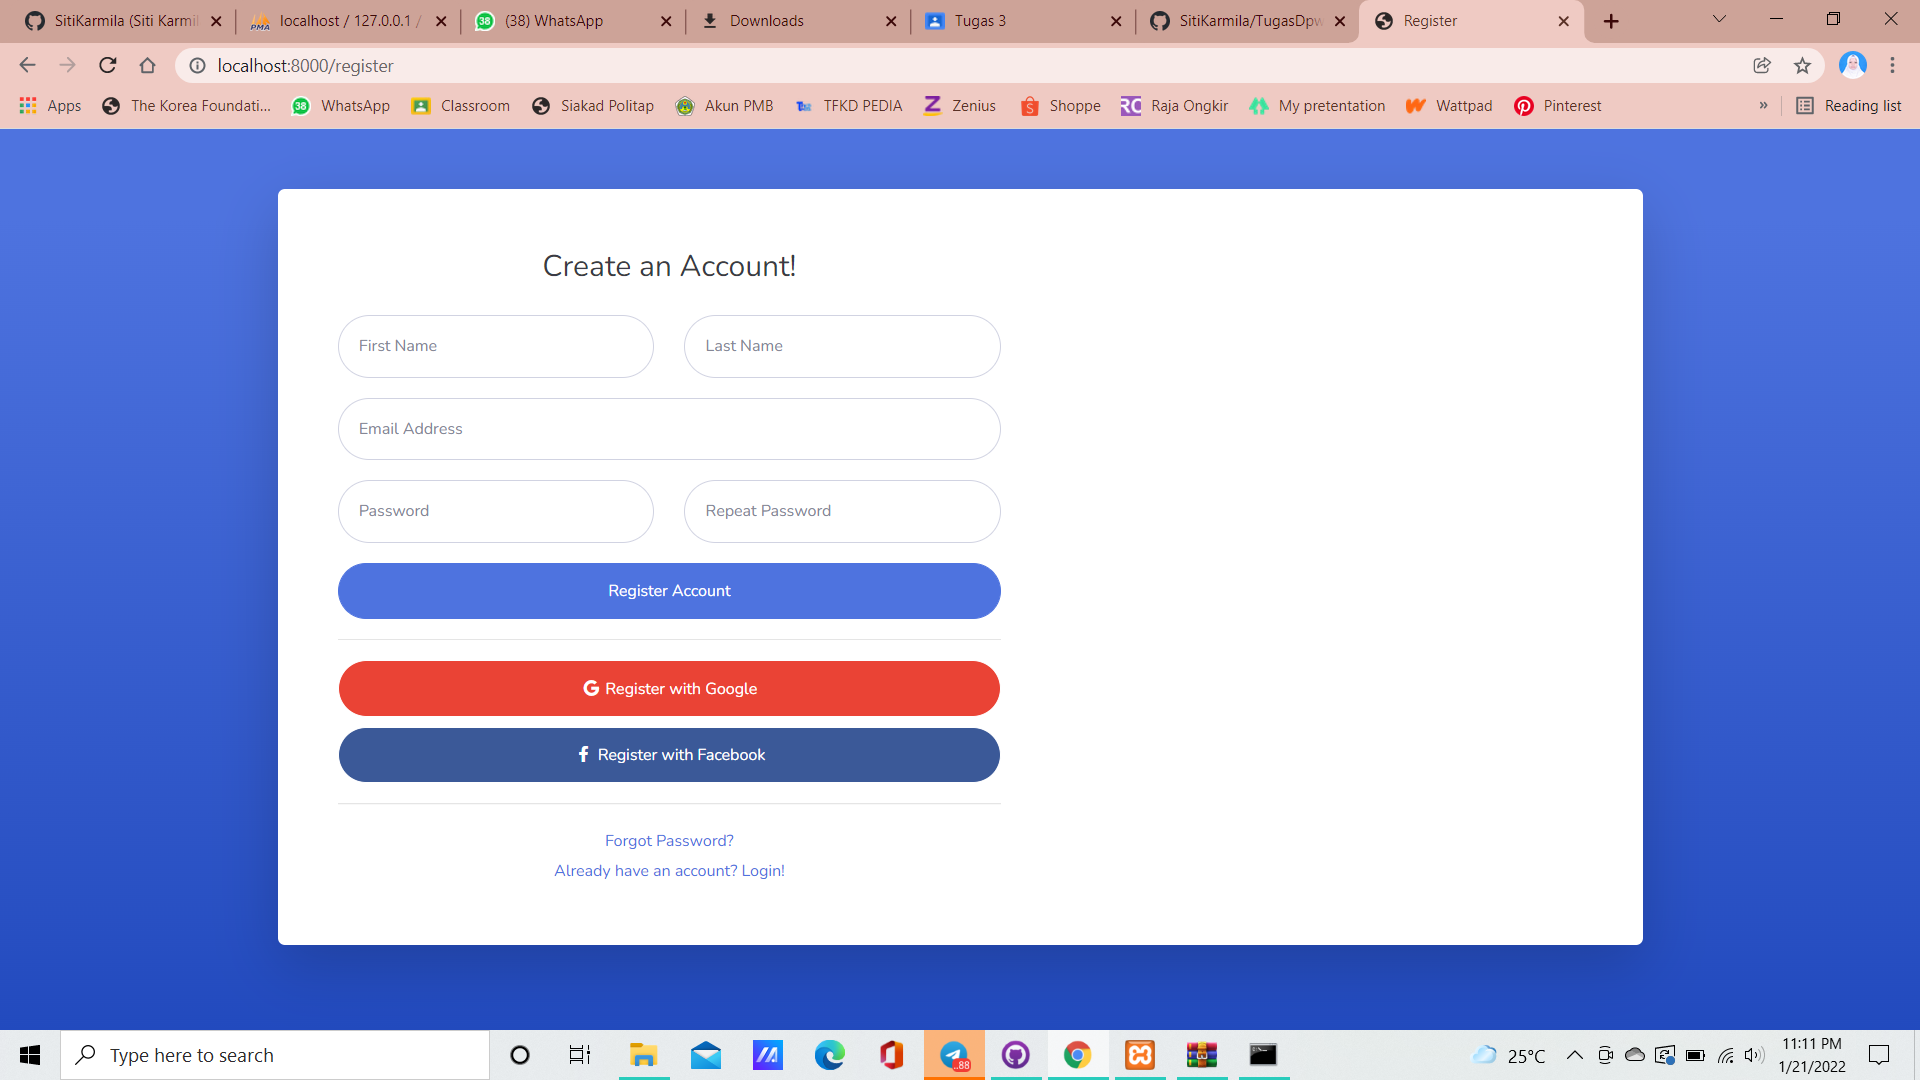 SitiKarmila (Siti Karmil
localhost / 127.0.0.1 /
(38) WhatsApp
Downloads
Tugas 3
SitiKarmila/TugasDpw
Register
localhost:8000/register
Apps
The Korea Foundati...
WhatsApp
Classroom
Siakad Politap
Akun PMB
TFKD PEDIA
Zenius
Shoppe
Raja Ongkir
My pretentation
Wattpad
Pinterest
»
Reading list
Create an Account!
First Name
Last Name
Email Address
Password
Repeat Password
Register Account
Register with Google
Register with Facebook
Forgot Password?
Already have an account? Login!
Type here to search
..88
25°C
11:11 PM
1/21/2022